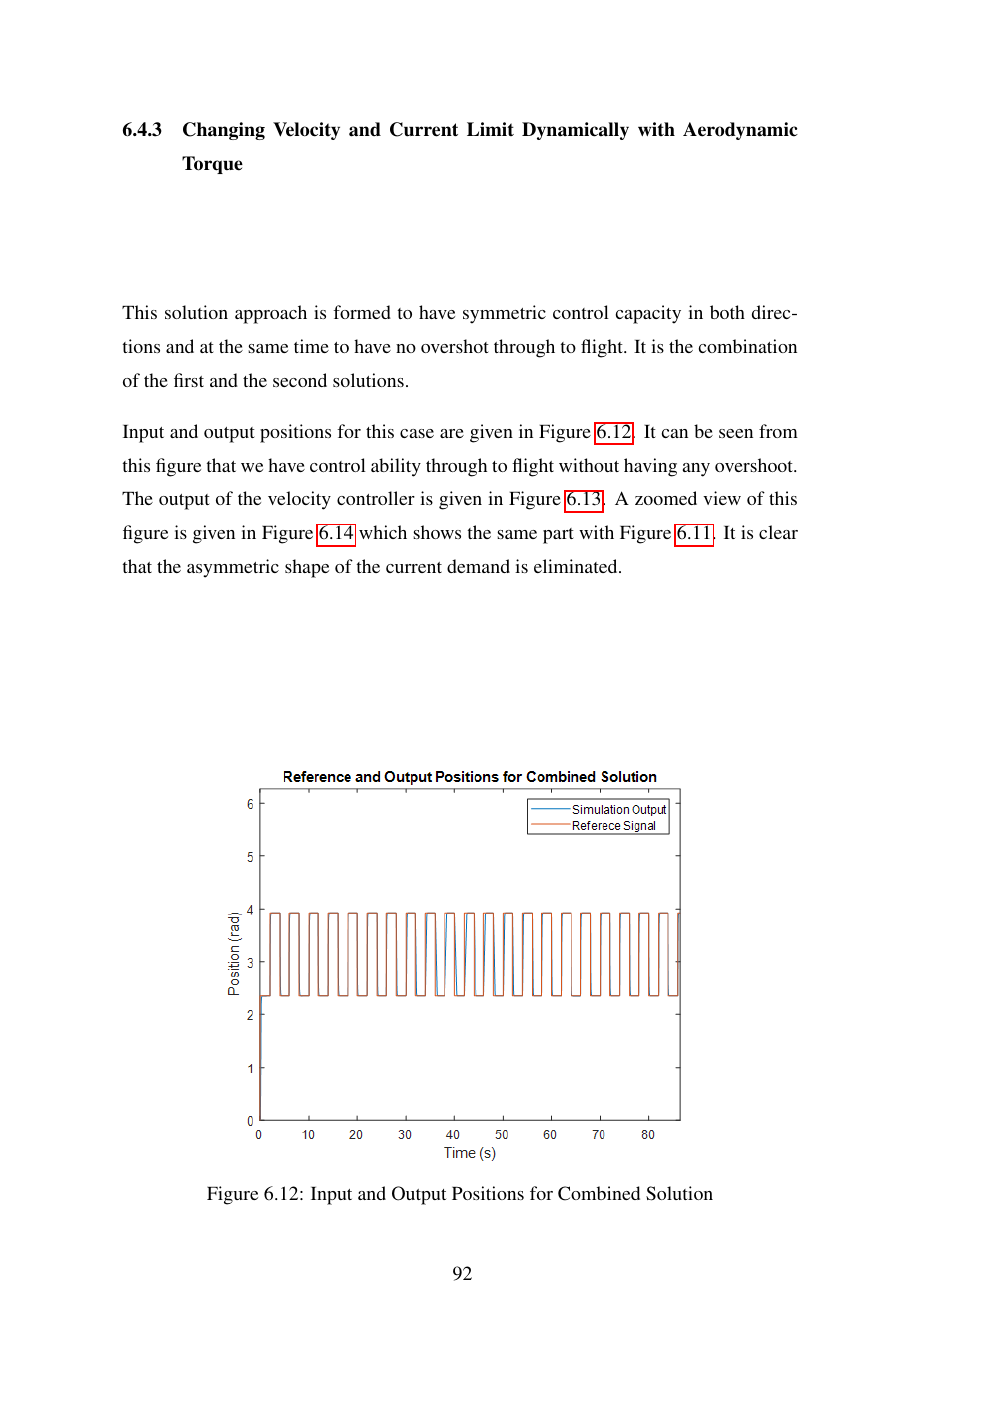 6.4.3 Changing Velocity and Current Limit Dynamically with Aerodynamic
Torque
This solution approach is formed to have symmetric control capacity in both direc-
tions and at the same time to have no overshot through to flight. It is the combination
of the first and the second solutions.
Input and output positions for this case are given in Figure 6.12. It can be seen from
this figure that we have control ability through to flight without having any overshoot.
The output of the velocity controller is given in Figure 6.13. A zoomed view of this
figure is given in Figure 6.14 which shows the same part with Figure 6.11. It is clear
that the asymmetric shape of the current demand is eliminated.
Reference and Output Positions for Combined Solution
Simulation Output
Referece Signal
6
5
4
3
2
1
0
Position (rad)
0 10 20 30 40 50 60 70 80
Time (s)
Figure 6.12: Input and Output Positions for Combined Solution
92